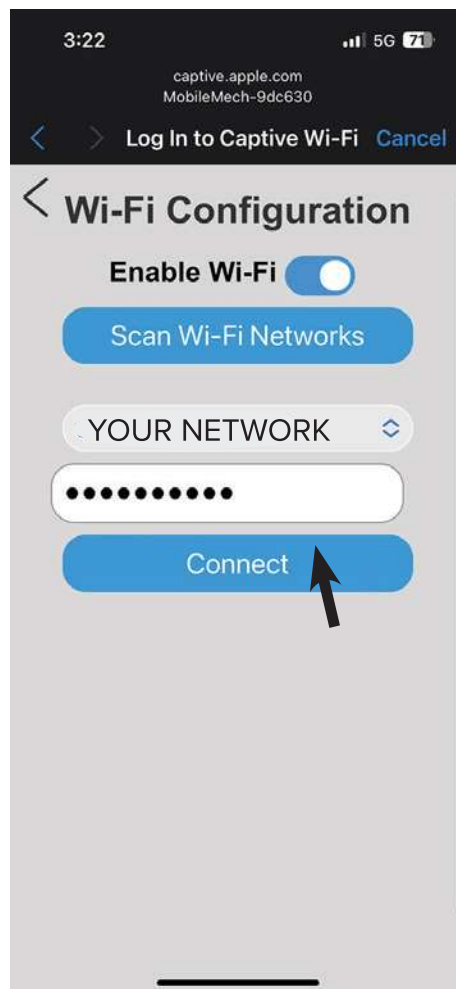 3:22 5G 71
captive.apple.com
MobileMech-9dc630
Log In to Captive Wi-Fi Cancel
Wi-Fi Configuration
Enable Wi-Fi
Scan Wi-Fi Networks
YOUR NETWORK
Connect